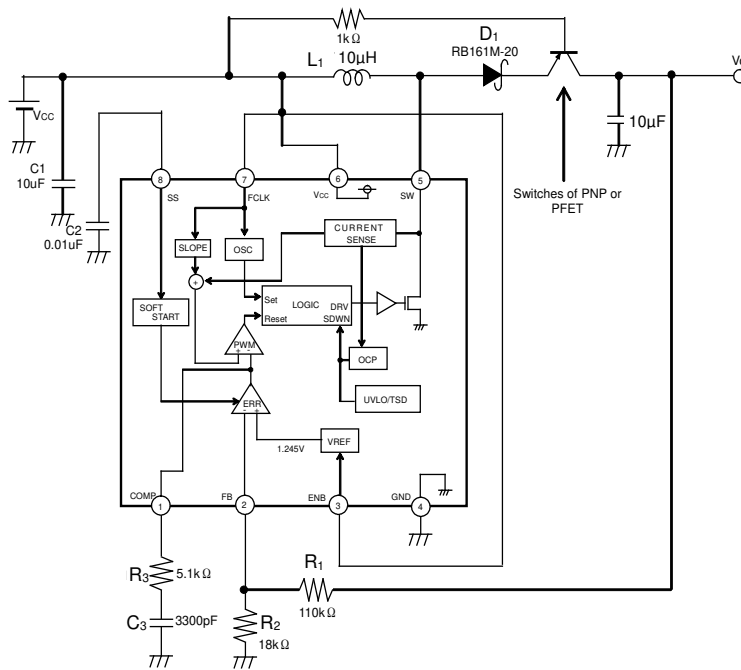 1kΩ
D1
RB161M-20
L1 10μH
Vo
VCC
10μF
C1
10uF
C2
0.01uF
Switches of PNP or
PFET
8
7
6
5
SS
FCLK
VCC
SW
SLOPE
OSC
CURRENT
SENSE
+
Set
LOGIC
DRV
SDWN
Reset
SOFT
START
PWM
+ -
OCP
ERR
- +
UVLO/TSD
1.245V
VREF
COMP
FB
ENB
GND
1
2
3
4
R3
5.1kΩ
R1
110kΩ
C3
3300pF
R2
18kΩ